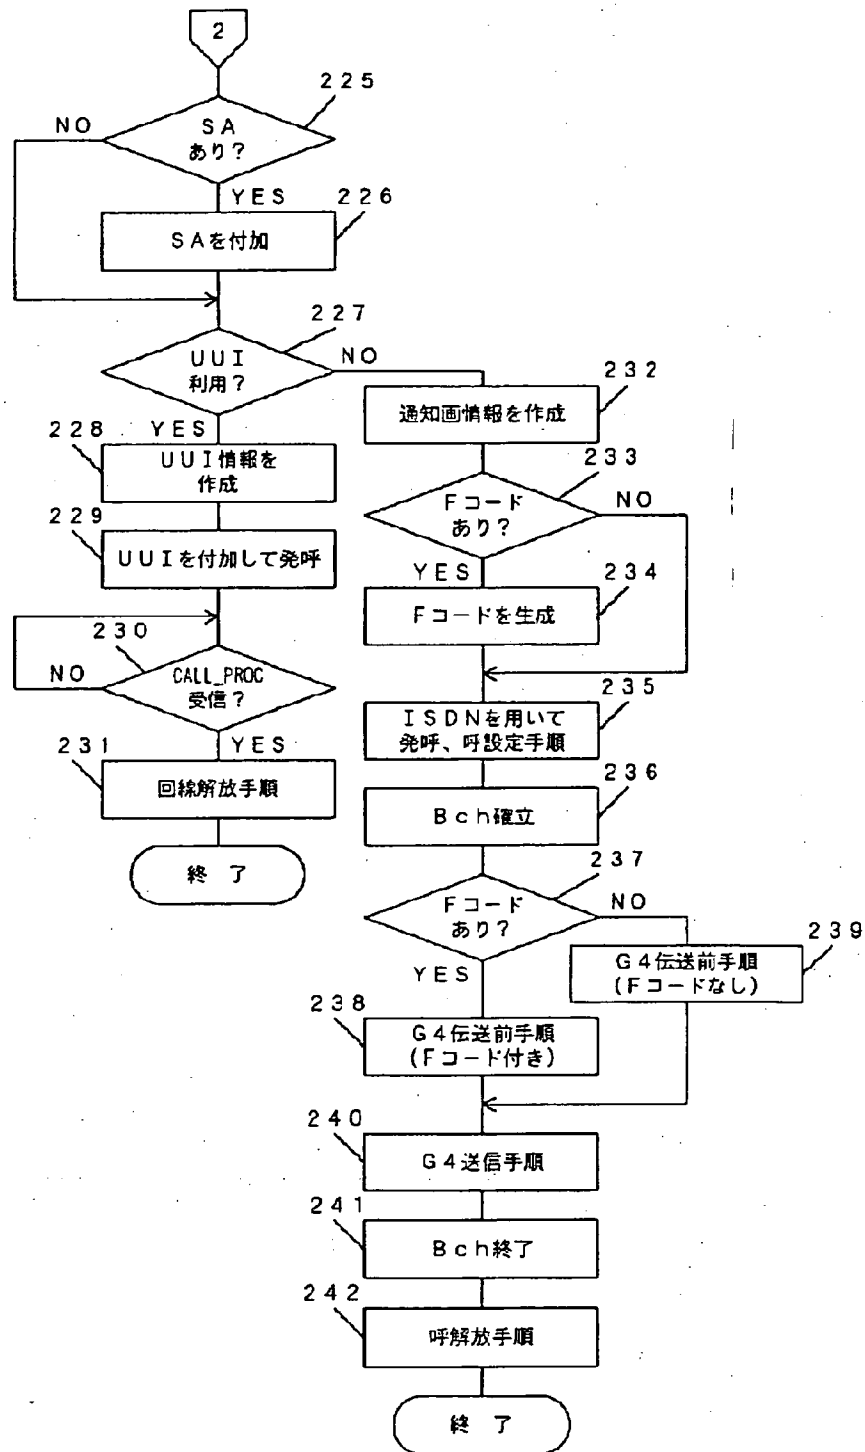 2
225
NO
SA
あり?
YES
226
SAを付加
227
UUI
利用?
NO
232
通知画情報を作成
YES
228
UUI情報を
作成
233
Fコード
あり?
NO
229
UUIを付加して発呼
YES
234
Fコードを生成
230
NO
CALL_PROC
受信?
235
ISDNを用いて
発呼、呼設定手順
YES
231
回線解放手順
236
Bch確立
終 了
237
Fコード
あり?
NO
239
G4伝送前手順
(Fコードなし)
YES
238
G4伝送前手順
(Fコード付き)
240
G4送信手順
241
Bch終了
242
呼解放手順
終 了